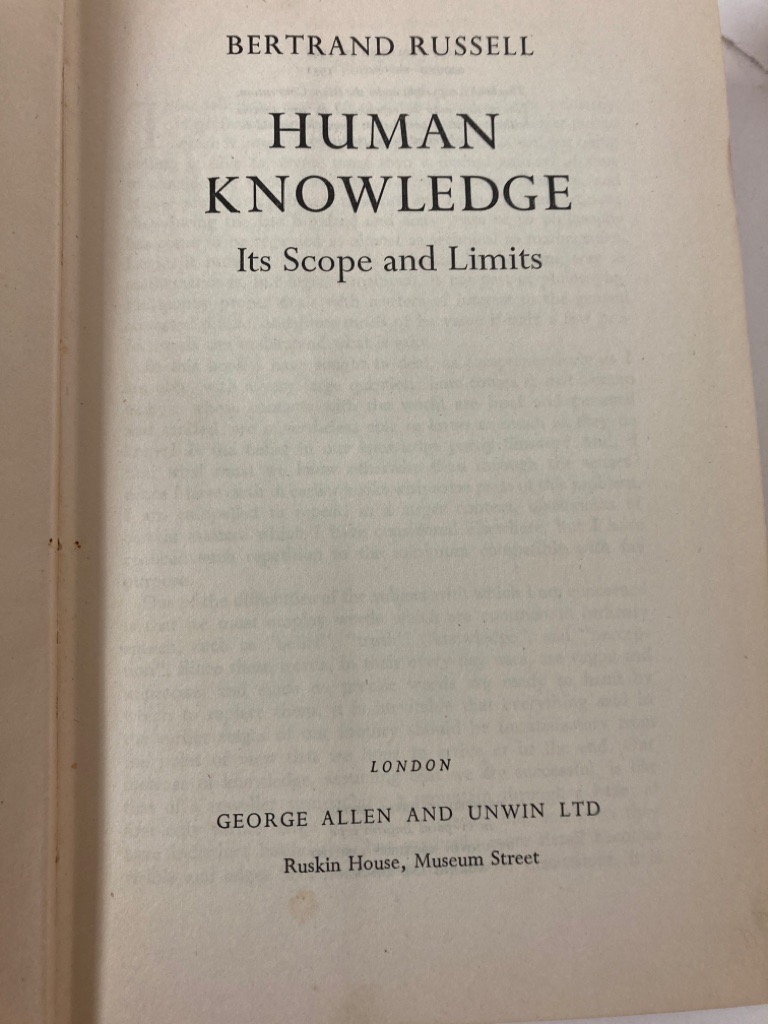 BERTRAND RUSSELL
HUMAN
KNOWLEDGE
Its Scope and Limits
LONDON
GEORGE ALLEN AND UNWIN LTD
Ruskin House, Museum Street